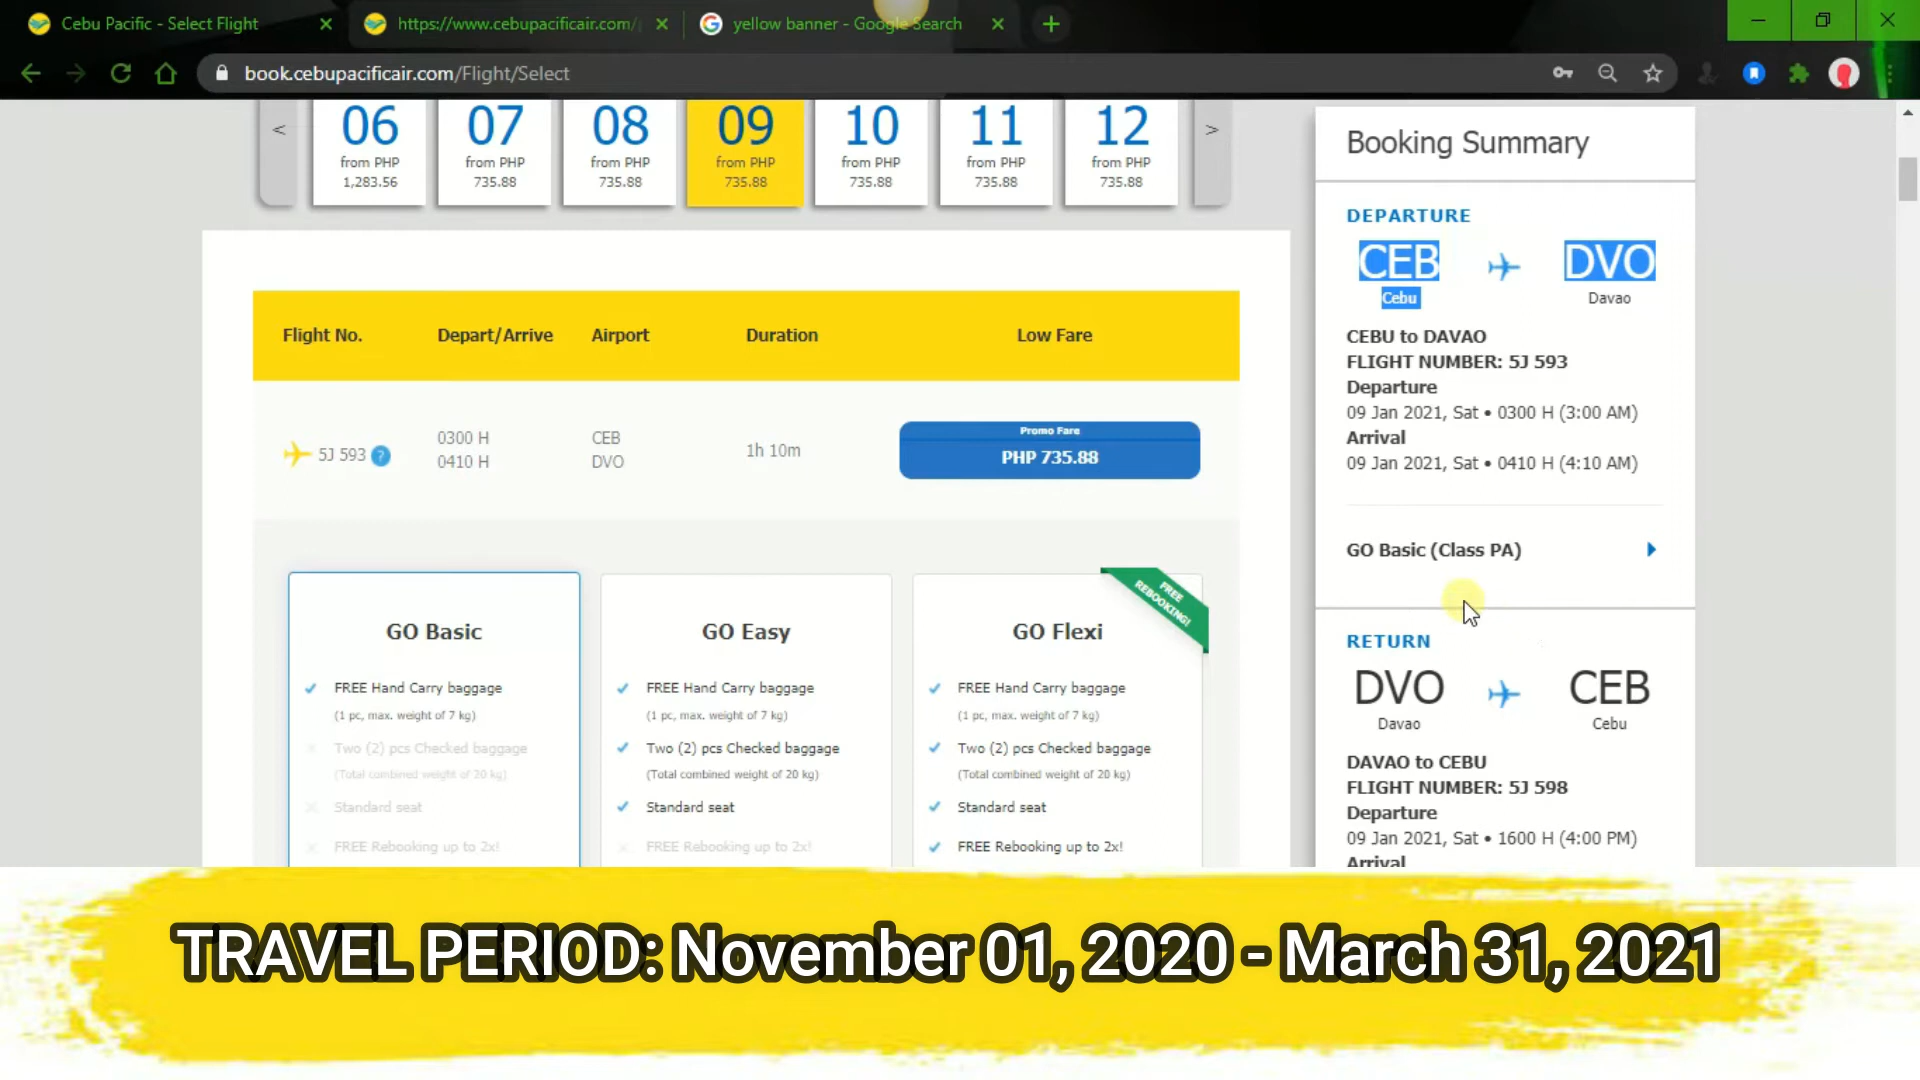 Cebu Pacific - Select Flight
https://www.cebupacificair.com/
yellow banner - Google Search
book.cebupacificair.com/Flight/Select
<
06
from PHP
1,283.56
07
from PHP
735.88
08
from PHP
735.88
09
from PHP
735.88
10
from PHP
735.88
11
from PHP
735.88
12
from PHP
735.88
>
Flight No.
Depart/Arrive
Airport
Duration
Low Fare
5J 593 ?
0300 H
0410 H
CEB
DVO
1h 10m
Promo Fare
PHP 735.88
GO Basic
FREE Hand Carry baggage
(1 pc, max. weight of 7 kg)
Two (2) pcs Checked baggage
(Total combined weight of 20 kg)
Standard seat
FREE Rebooking up to 2x!
GO Easy
FREE Hand Carry baggage
(1 pc, max. weight of 7 kg)
Two (2) pcs Checked baggage
(Total combined weight of 20 kg)
Standard seat
FREE Rebooking up to 2x!
FREE
REBOOKING!
GO Flexi
FREE Hand Carry baggage
(1 pc, max. weight of 7 kg)
Two (2) pcs Checked baggage
(Total combined weight of 20 kg)
Standard seat
FREE Rebooking up to 2x!
Booking Summary
DEPARTURE
CEB DVO
Cebu Davao
CEBU to DAVAO
FLIGHT NUMBER: 5J 593
Departure
09 Jan 2021, Sat • 0300 H (3:00 AM)
Arrival
09 Jan 2021, Sat • 0410 H (4:10 AM)
GO Basic (Class PA)
RETURN
DVO CEB
Davao Cebu
DAVAO to CEBU
FLIGHT NUMBER: 5J 598
Departure
09 Jan 2021, Sat • 1600 H (4:00 PM)
Arrival
TRAVEL PERIOD: November 01, 2020 - March 31, 2021